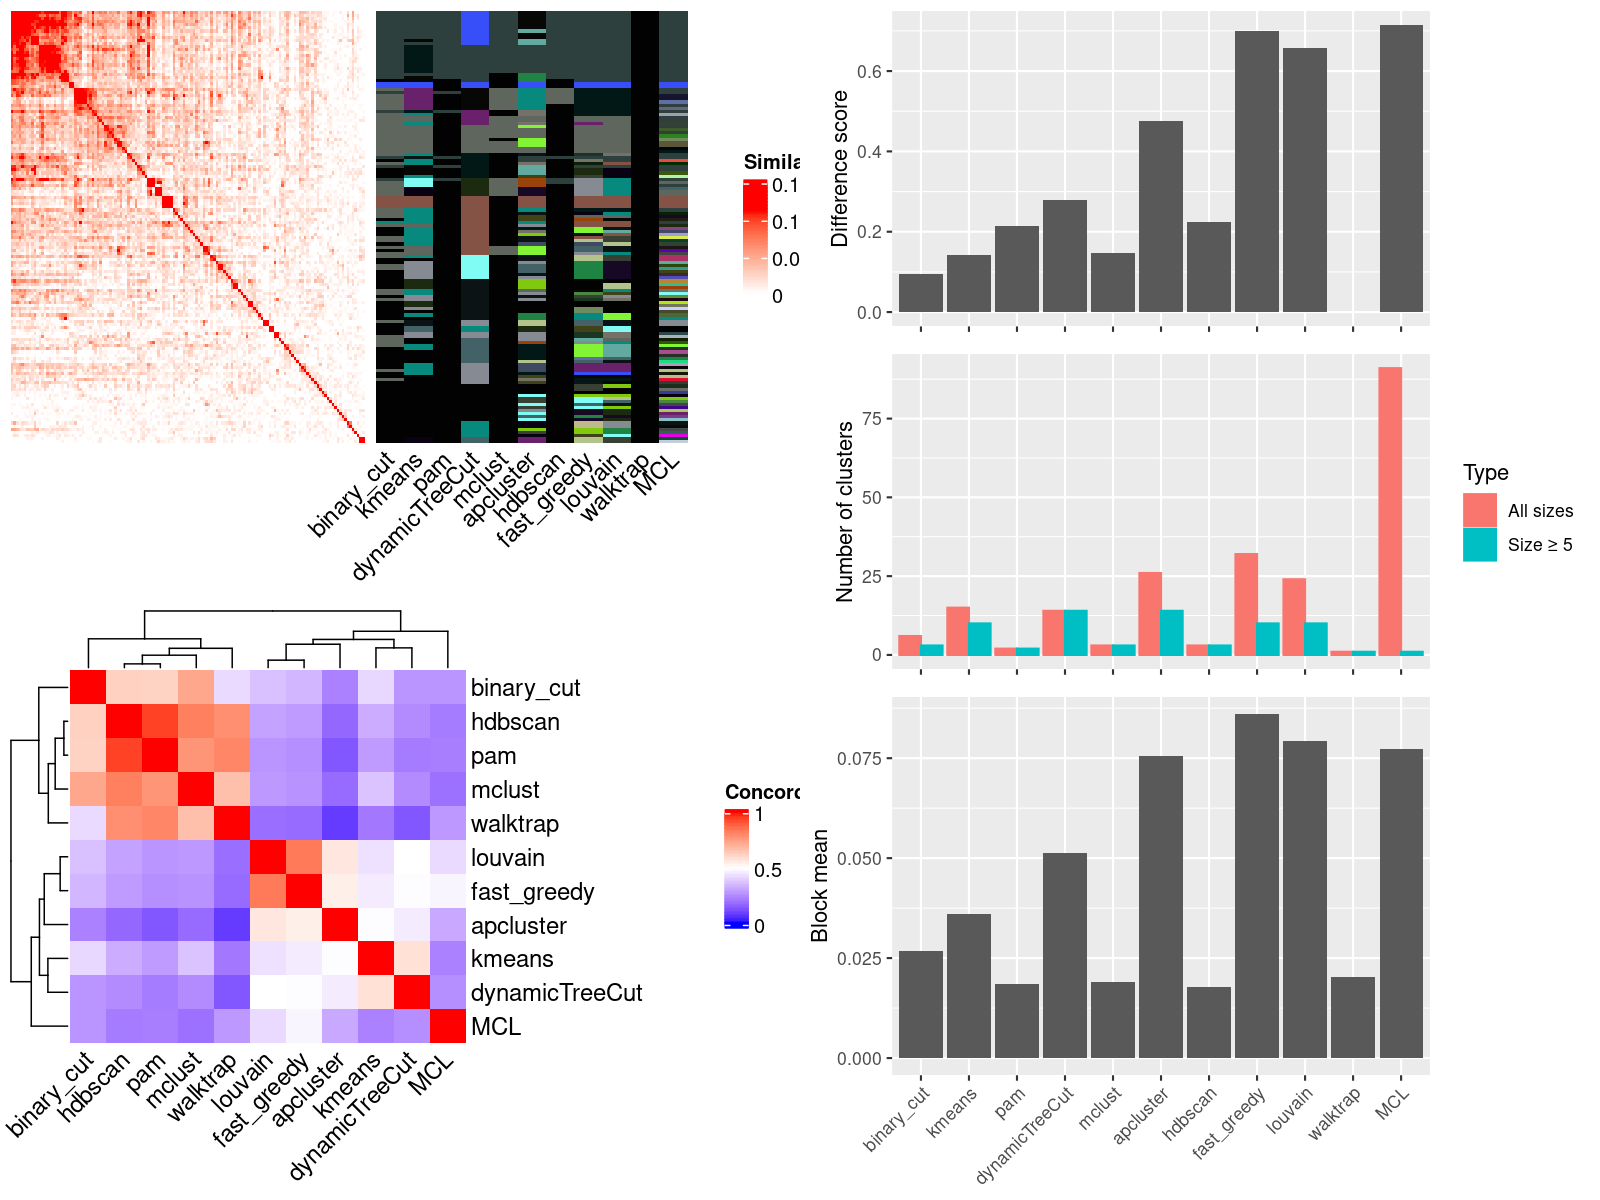 Simila
0.1
0.1
0.0
0
binary_cut
kmeans
pam
dynamicTreeCut
mclust
apcluster
hdbscan
fast_greedy
louvain
walktrap
MCL
binary_cut
hdbscan
pam
mclust
walktrap
louvain
fast_greedy
apcluster
kmeans
dynamicTreeCut
MCL
binary_cut
hdbscan
pam
mclust
walktrap
louvain
fast_greedy
apcluster
kmeans
dynamicTreeCut
MCL
Concord
1
0.5
0
Difference score
0.6
0.4
0.2
0.0
Number of clusters
75
50
25
0
Type
All sizes
Size ≥ 5
Block mean
0.075
0.050
0.025
0.000
binary_cut
kmeans
pam
dynamicTreeCut
mclust
apcluster
hdbscan
fast_greedy
louvain
walktrap
MCL